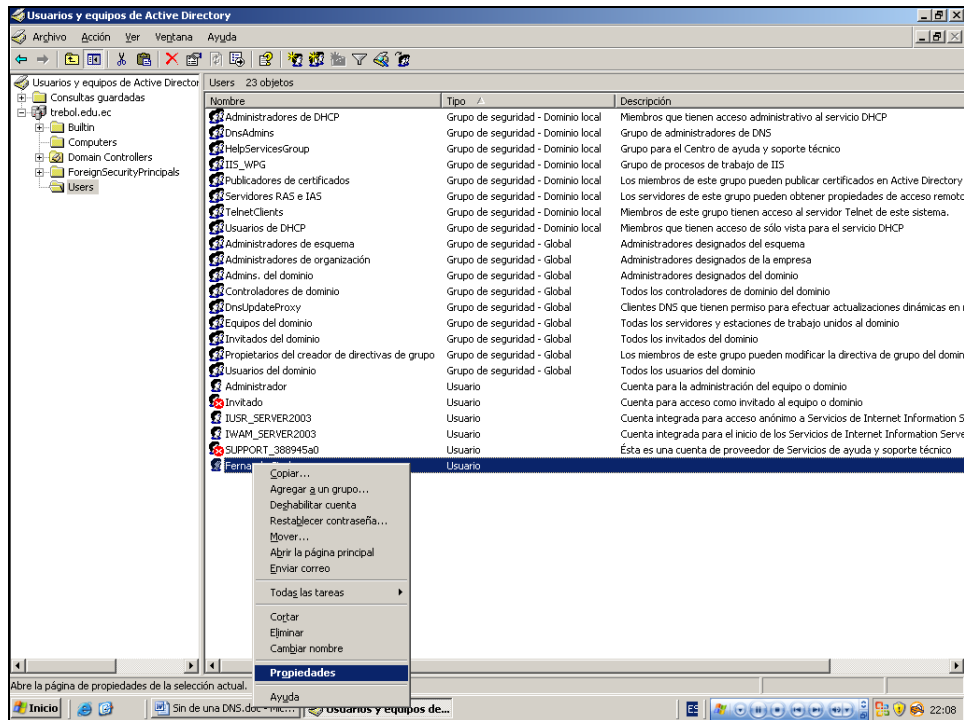 Usuarios y equipos de Active Directory
Archivo Acción Ver Ventana Ayuda
Usuarios y equipos de Active Director
Users 23 objetos
Consultas guardadas
trebol.edu.ec
Builtin
Computers
Domain Controllers
ForeignSecurityPrincipals
Users
Nombre Tipo Descripción
Administradores de DHCP Grupo de seguridad - Dominio local Miembros que tienen acceso administrativo al servicio DHCP
DnsAdmins Grupo de seguridad - Dominio local Grupo de administradores de DNS
HelpServicesGroup Grupo de seguridad - Dominio local Grupo para el Centro de ayuda y soporte técnico
IIS_WPG Grupo de seguridad - Dominio local Grupo de procesos de trabajo de IIS
Publicadores de certificados Grupo de seguridad - Dominio local Los miembros de este grupo pueden publicar certificados en Active Directory
Servidores RAS e IAS Grupo de seguridad - Dominio local Los servidores de este grupo pueden obtener propiedades de acceso remoto
TelnetClients Grupo de seguridad - Dominio local Miembros de este grupo tienen acceso al servidor Telnet de este sistema.
Usuarios de DHCP Grupo de seguridad - Dominio local Miembros que tienen acceso de sólo vista para el servicio DHCP
Administradores de esquema Grupo de seguridad - Global Administradores designados del esquema
Administradores de organización Grupo de seguridad - Global Administradores designados de la empresa
Admins. del dominio Grupo de seguridad - Global Administradores designados del dominio
Controladores de dominio Grupo de seguridad - Global Todos los controladores de dominio del dominio
DnsUpdateProxy Grupo de seguridad - Global Clientes DNS que tienen permiso para efectuar actualizaciones dinámicas en
Equipos del dominio Grupo de seguridad - Global Todas los servidores y estaciones de trabajo unidos al dominio
Invitados del dominio Grupo de seguridad - Global Todos los invitados del dominio
Propietarios del creador de directivas de grupo Grupo de seguridad - Global Los miembros de este grupo pueden modificar la directiva de grupo del domin
Usuarios del dominio Grupo de seguridad - Global Todos los usuarios del dominio
Administrador Usuario Cuenta para la administración del equipo o dominio
Invitado Usuario Cuenta para acceso como invitado al equipo o dominio
IUSR_SERVER2003 Usuario Cuenta integrada para acceso anónimo a Servicios de Internet Information S
IWAM_SERVER2003 Usuario Cuenta integrada para el inicio de los Servicios de Internet Information Serve
SUPPORT_388945a0 Usuario Ésta es una cuenta de proveedor de Servicios de ayuda y soporte técnico
Usuario
Copiar...
Agregar a un grupo...
Deshabilitar cuenta
Restablecer contraseña...
Mover...
Abrir la página principal
Enviar correo
Todas las tareas
Cortar
Eliminar
Cambiar nombre
Propiedades
Ayuda
Abre la página de propiedades de la selección actual.
Inicio Sin de una DNS.doc - Mic... Usuarios y equipos de... ES 22:08